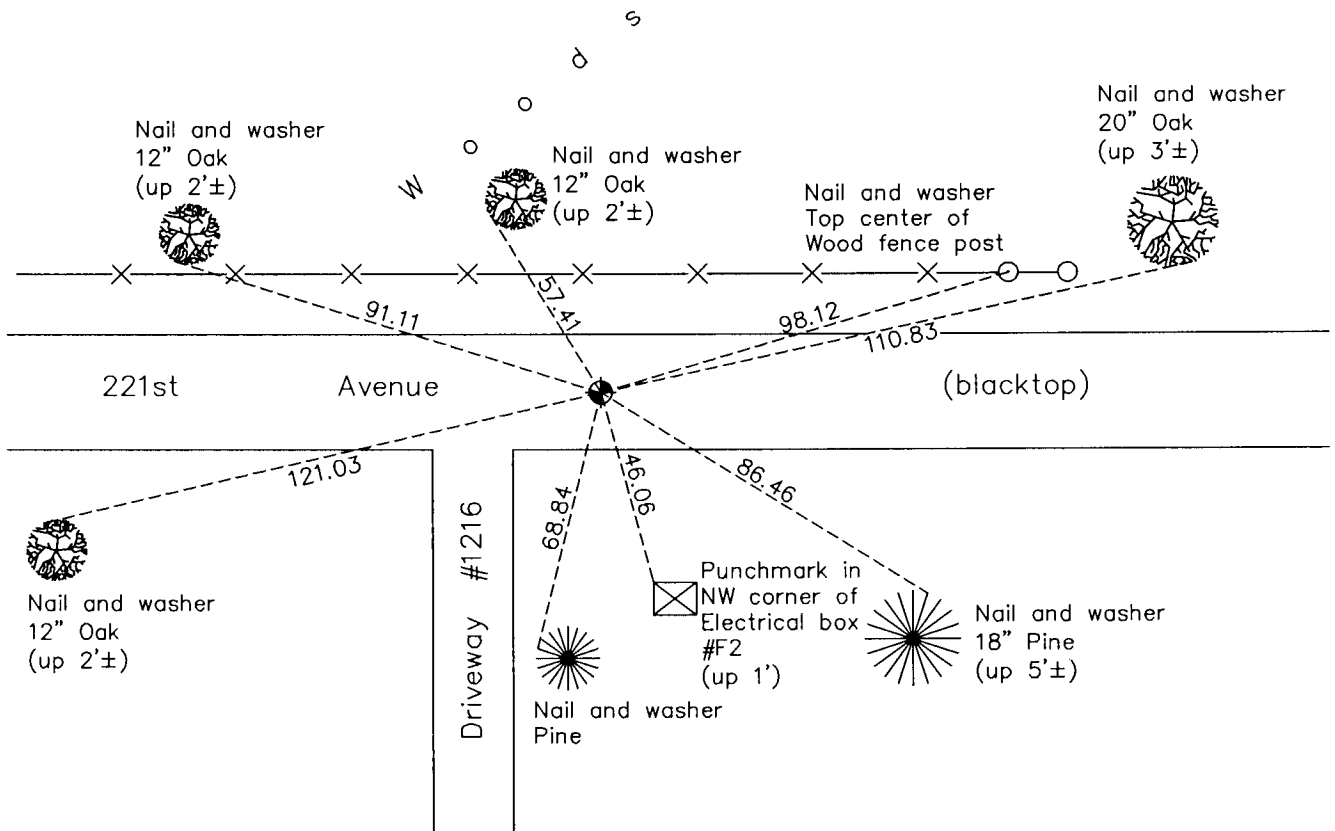 W o o d s
Nail and washer
12" Oak
(up 2'±)
Nail and washer
12" Oak
(up 2'±)
Nail and washer
Top center of
Wood fence post
Nail and washer
20" Oak
(up 3'±)
91.11
57.41
98.12
110.83
221st Avenue (blacktop)
121.03
68.84
46.06
86.46
Nail and washer
12" Oak
(up 2'±)
Driveway #1216
Nail and washer
Pine
Punchmark in
NW corner of
Electrical box
#F2
(up 1')
Nail and washer
18" Pine
(up 5'±)